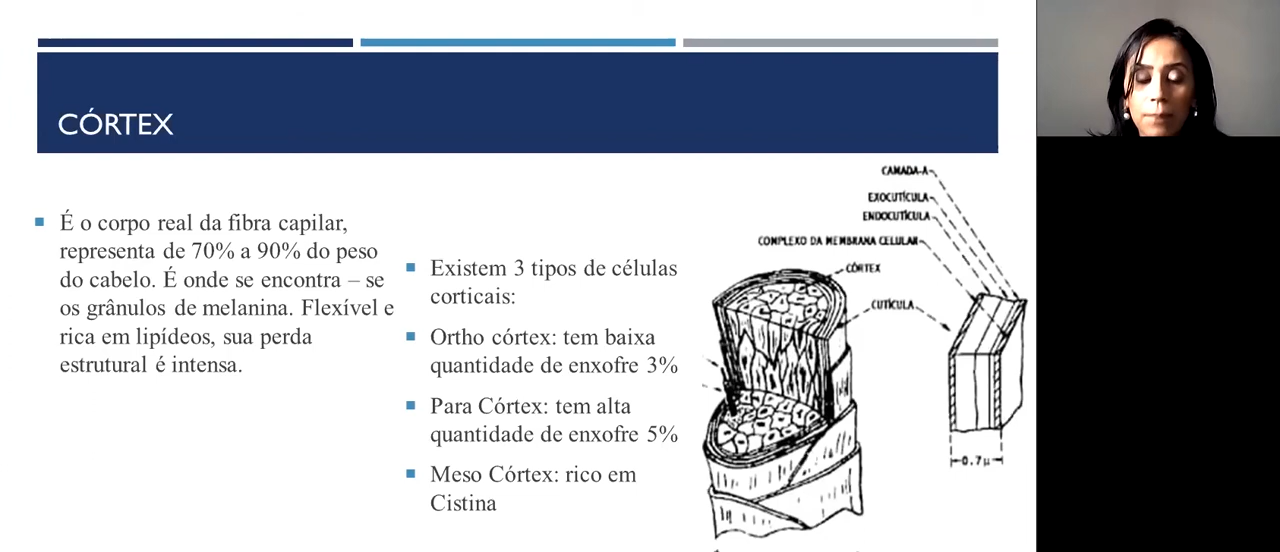 CÓRTEX
É o corpo real da fibra capilar,
representa de 70% a 90% do peso
do cabelo. É onde se encontra – se
os grânulos de melanina. Flexível e
rica em lipídeos, sua perda
estrutural é intensa.
Existem 3 tipos de células
corticais:
Ortho córtex: tem baixa
quantidade de enxofre 3%
Para Córtex: tem alta
quantidade de enxofre 5%
Meso Córtex: rico em
Cistina
CAMADA-A
EXOCUTÍCULA
ENDOCUTÍCULA
COMPLEXO DA MEMBRANA CELULAR
CÓRTEX
CUTÍCULA
0.7µ